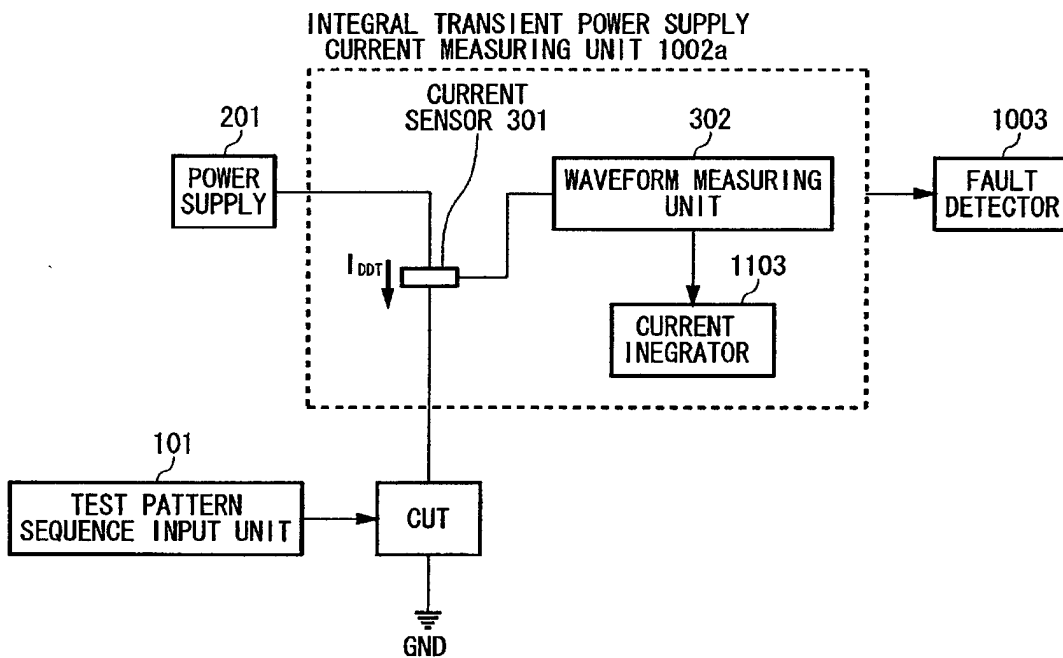 INTEGRAL TRANSIENT POWER SUPPLY
CURRENT MEASURING UNIT 1002a
CURRENT
SENSOR 301
201
POWER
SUPPLY
302
WAVEFORM MEASURING
UNIT
1003
FAULT
DETECTOR
IDDT
1103
CURRENT
INEGRATOR
101
TEST PATTERN
SEQUENCE INPUT UNIT
CUT
GND